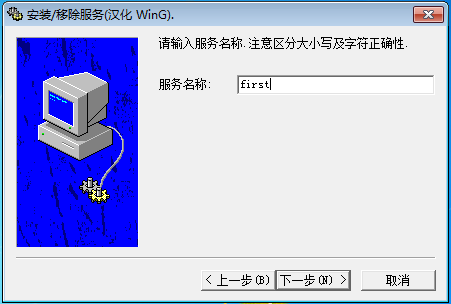 安装/移除服务(汉化 WinG).
请输入服务名称.注意区分大小写及字符正确性.
服务名称: first
< 上一步(B) 下一步(N) > 取消